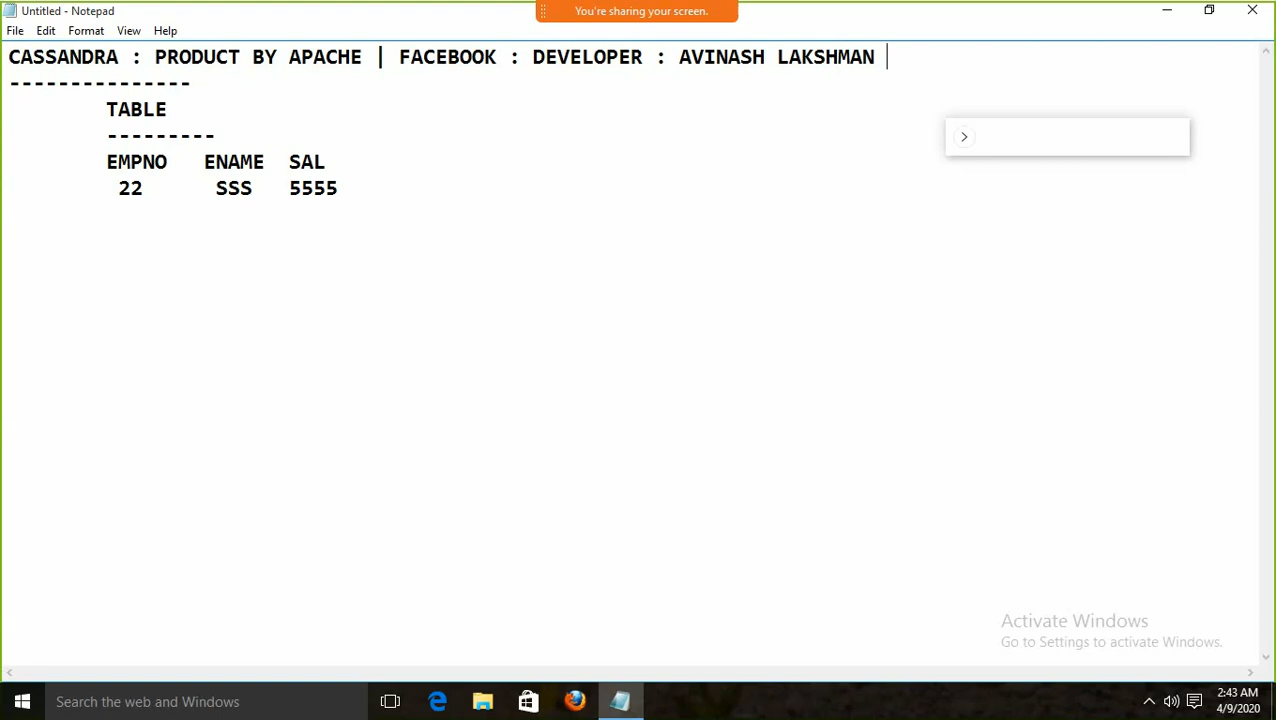 Untitled - Notepad
You're sharing your screen.
File Edit Format View Help
CASSANDRA : PRODUCT BY APACHE | FACEBOOK : DEVELOPER : AVINASH LAKSHMAN
---------------
TABLE
---------
EMPNO ENAME SAL
22 SSS 5555
Activate Windows
Go to Settings to activate Windows.
Search the web and Windows
2:43 AM
4/9/2020